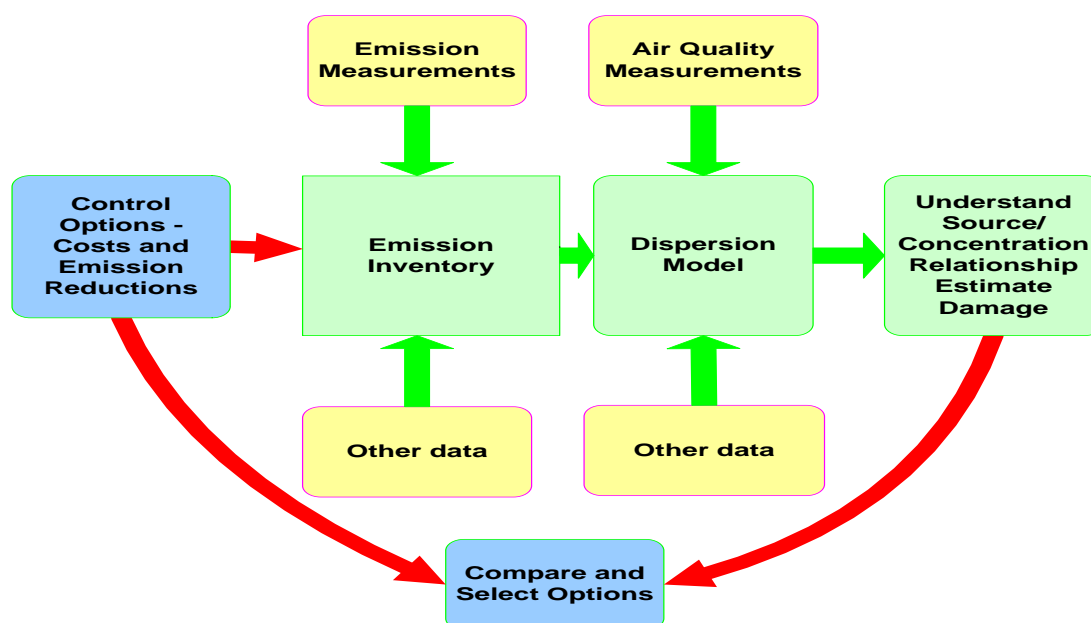 Emission
Measurements
Air Quality
Measurements
Control
Options -
Costs and
Emission
Reductions
Emission
Inventory
Dispersion
Model
Understand
Source/
Concentration
Relationship
Estimate
Damage
Other data
Other data
Compare and
Select Options